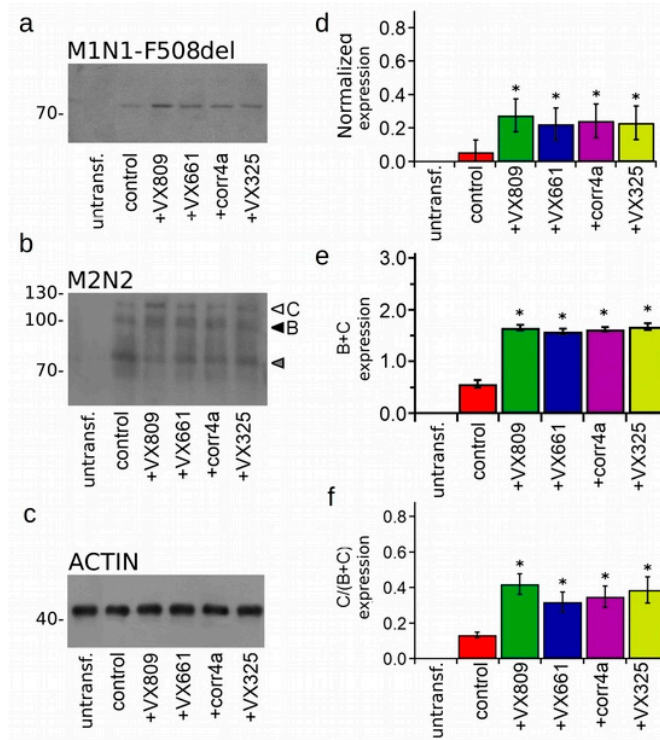 a
M1N1-F508del
70-
untransf.
control
+VX809
+VX661
+corr4a
+VX325
b
M2N2
130-
100-
70-
C
B
untransf.
control
+VX809
+VX661
+corr4a
+VX325
c
ACTIN
40-
untransf.
control
+VX809
+VX661
+corr4a
+VX325
d
Normalized
expression
0.8
0.6
0.4
0.2
0.0
* * * *
untransf.
control
+VX809
+VX661
+corr4a
+VX325
e
B+C
expression
3.0
2.0
1.0
0.0
* * * *
untransf.
control
+VX809
+VX661
+corr4a
+VX325
f
C/(B+C)
expression
0.8
0.6
0.4
0.2
0.0
* * * *
untransf.
control
+VX809
+VX661
+corr4a
+VX325